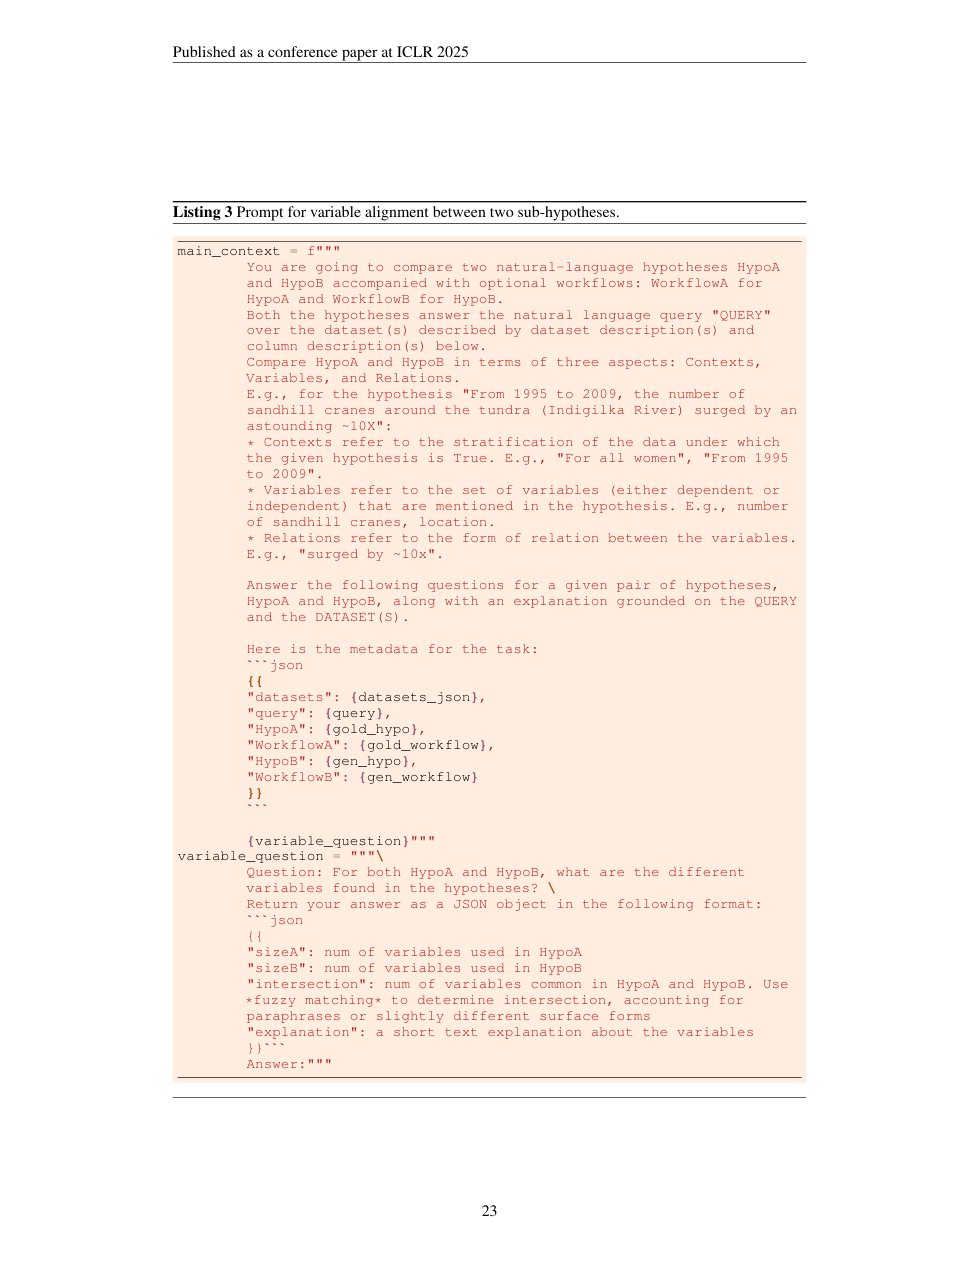 Published as a conference paper at ICLR 2025
Listing 3 Prompt for variable alignment between two sub-hypotheses.
main_context = f"""
You are going to compare two natural-language hypotheses HypoA
and HypoB accompanied with optional workflows: WorkflowA for
HypoA and WorkflowB for HypoB.
Both the hypotheses answer the natural language query "QUERY"
over the dataset(s) described by dataset description(s) and
column description(s) below.
Compare HypoA and HypoB in terms of three aspects: Contexts,
Variables, and Relations.
E.g., for the hypothesis "From 1995 to 2009, the number of
sandhill cranes around the tundra (Indigilka River) surged by an
astounding ~10X":
* Contexts refer to the stratification of the data under which
the given hypothesis is True. E.g., "For all women", "From 1995
to 2009".
* Variables refer to the set of variables (either dependent or
independent) that are mentioned in the hypothesis. E.g., number
of sandhill cranes, location.
* Relations refer to the form of relation between the variables.
E.g., "surged by ~10x".
Answer the following questions for a given pair of hypotheses,
HypoA and HypoB, along with an explanation grounded on the QUERY
and the DATASET(S).
Here is the metadata for the task:
```json
{{
"datasets": {datasets_json},
"query": {query},
"HypoA": {gold_hypo},
"WorkflowA": {gold_workflow},
"HypoB": {gen_hypo},
"WorkflowB": {gen_workflow}
}}
```
{variable_question}"""
variable_question = """\
Question: For both HypoA and HypoB, what are the different
variables found in the hypotheses? \
Return your answer as a JSON object in the following format:
```json
{{
"sizeA": num of variables used in HypoA
"sizeB": num of variables used in HypoB
"intersection": num of variables common in HypoA and HypoB. Use
*fuzzy matching* to determine intersection, accounting for
paraphrases or slightly different surface forms
"explanation": a short text explanation about the variables
}}```
Answer:"""
23